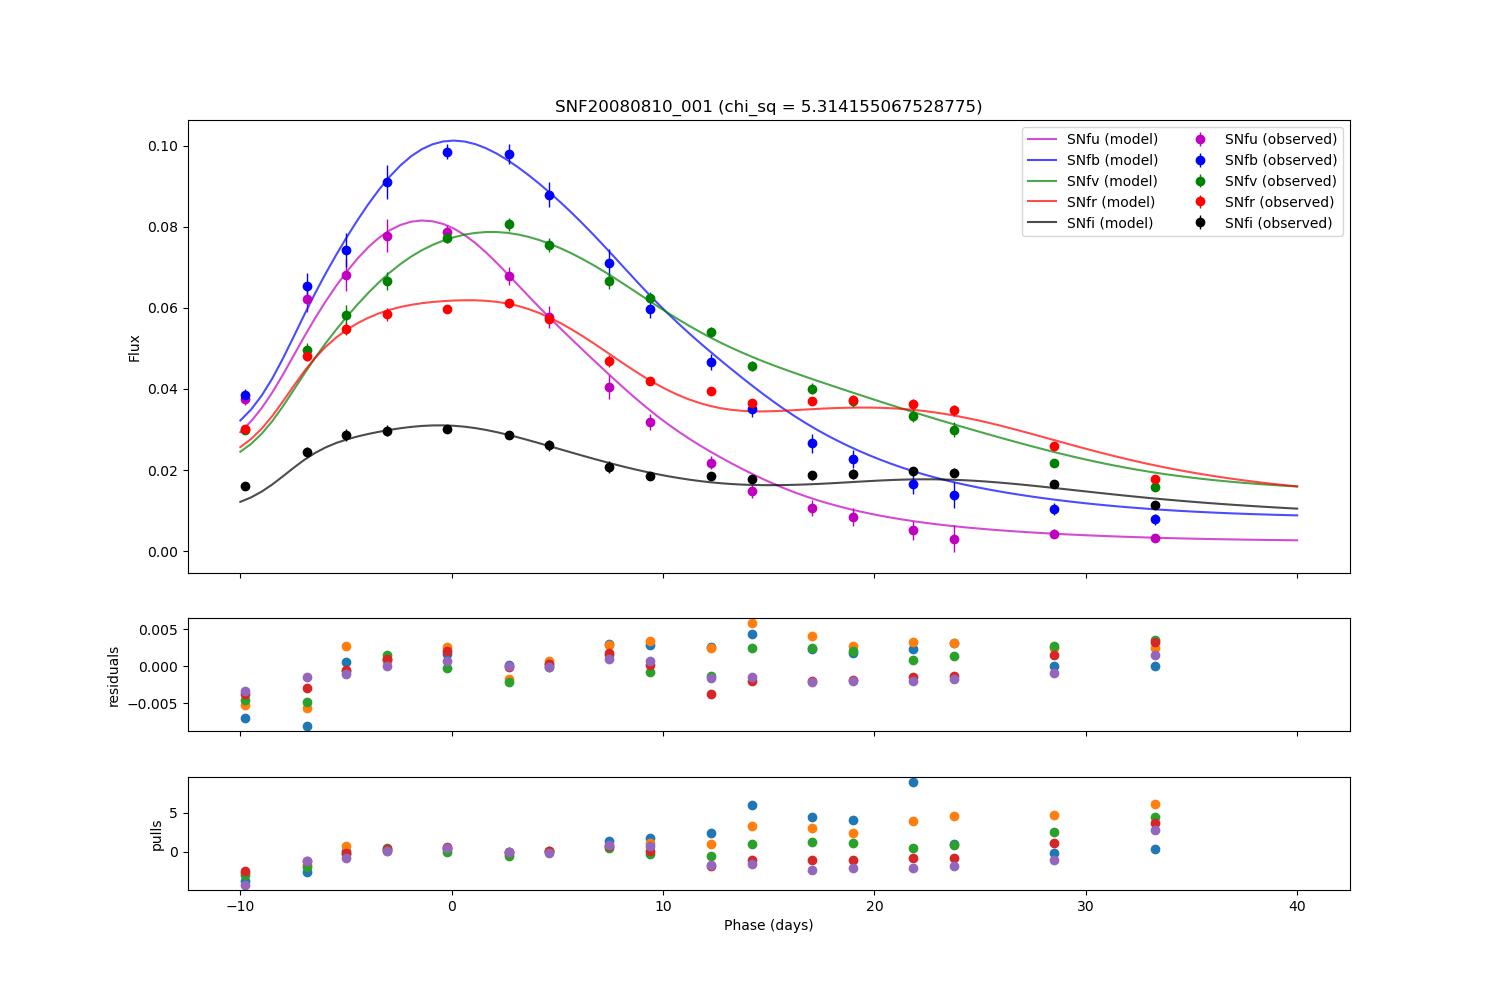 SNF20080810_001 (chi_sq = 5.314155067528775)
SNfu (model) SNfu (observed)
SNfb (model) SNfb (observed)
SNfv (model) SNfv (observed)
SNfr (model) SNfr (observed)
SNfi (model) SNfi (observed)
Flux
0.10
0.08
0.06
0.04
0.02
0.00
residuals
0.005
0.000
−0.005
pulls
5
0
−10 0 10 20 30 40
Phase (days)